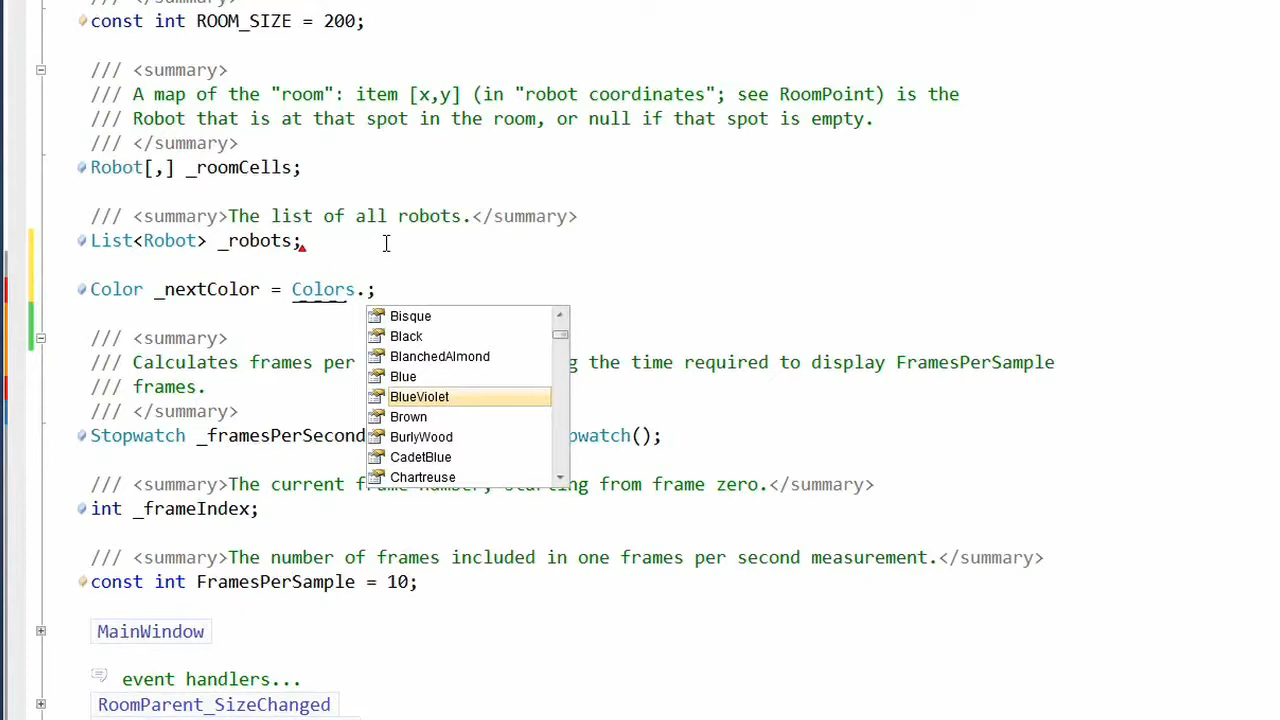 /// </summary>
const int ROOM_SIZE = 200;
/// <summary>
/// A map of the "room": item [x,y] (in "robot coordinates"; see RoomPoint) is the
/// Robot that is at that spot in the room, or null if that spot is empty.
/// </summary>
Robot[,] _roomCells;
/// <summary>The list of all robots.</summary>
List<Robot> _robots;
Color _nextColor = Colors.;
Bisque
Black
BlanchedAlmond
Blue
BlueViolet
Brown
BurlyWood
CadetBlue
Chartreuse
/// <summary>
/// Calculates frames per g the time required to display FramesPerSample
/// frames.
/// </summary>
Stopwatch _framesPerSecond pwatch();
/// <summary>The current frame number, starting from frame zero.</summary>
int _frameIndex;
/// <summary>The number of frames included in one frames per second measurement.</summary>
const int FramesPerSample = 10;
MainWindow
event handlers...
RoomParent_SizeChanged